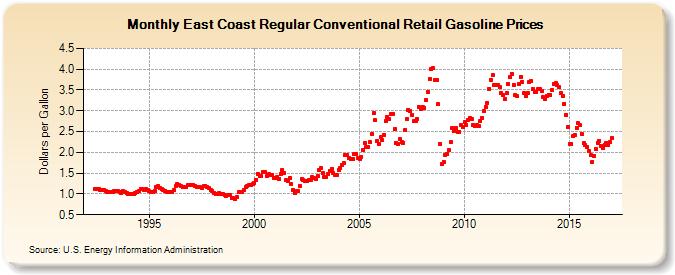 Monthly East Coast Regular Conventional Retail Gasoline Prices
Dollars per Gallon
4.5
4.0
3.5
3.0
2.5
2.0
1.5
1.0
0.5
1995 2000 2005 2010 2015
Source: U.S. Energy Information Administration